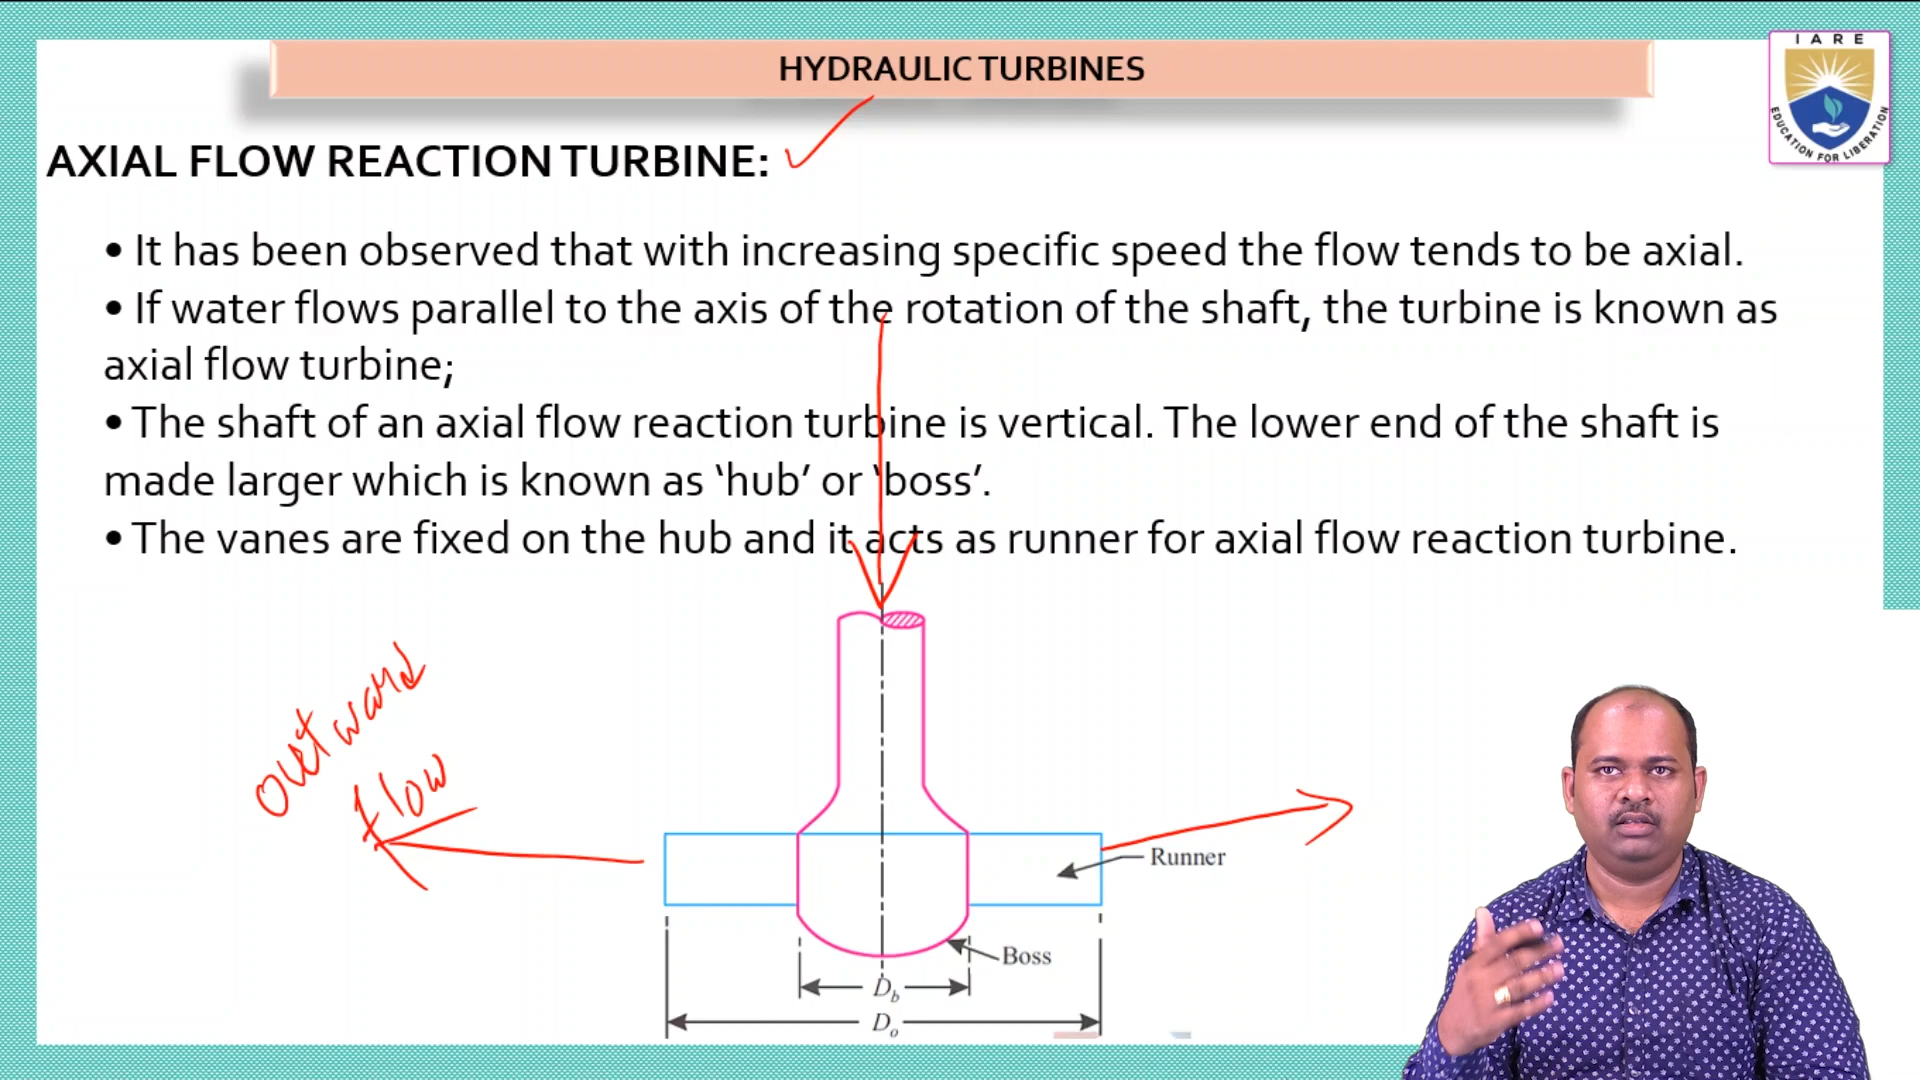 HYDRAULIC TURBINES
I A R E
EDUCATION FOR LIBERATION
AXIAL FLOW REACTION TURBINE:
• It has been observed that with increasing specific speed the flow tends to be axial.
• If water flows parallel to the axis of the rotation of the shaft, the turbine is known as
axial flow turbine;
• The shaft of an axial flow reaction turbine is vertical. The lower end of the shaft is
made larger which is known as ‘hub’ or ‘boss’.
• The vanes are fixed on the hub and it acts as runner for axial flow reaction turbine.
outward
flow
Runner
Boss
D_b
D_o